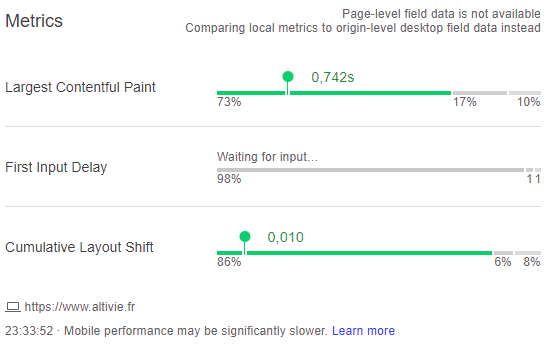 Metrics
Page-level field data is not available
Comparing local metrics to origin-level desktop field data instead
Largest Contentful Paint
0,742s
73% 17% 10%
First Input Delay
Waiting for input…
98% 1 1
Cumulative Layout Shift
0,010
86% 6% 8%
https://www.altivie.fr
23:33:52 · Mobile performance may be significantly slower. Learn more